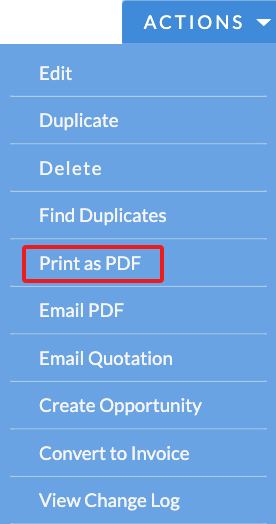 ACTIONS
Edit
Duplicate
Delete
Find Duplicates
Print as PDF
Email PDF
Email Quotation
Create Opportunity
Convert to Invoice
View Change Log